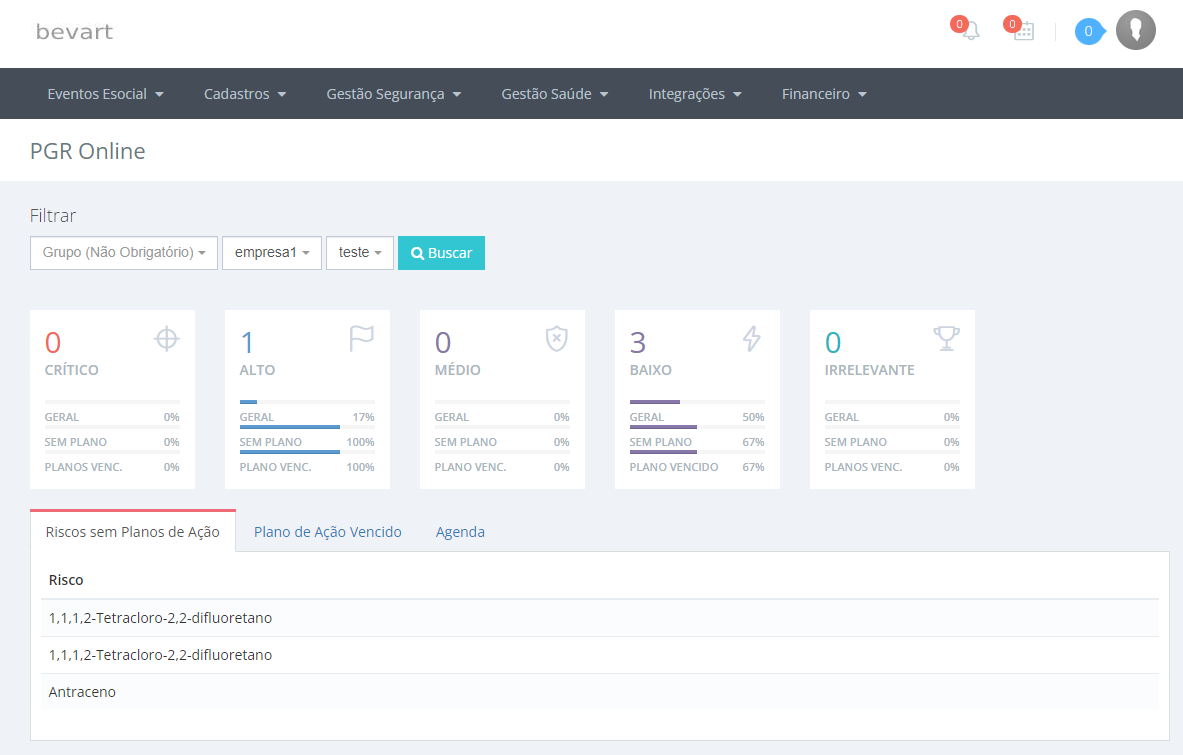 bevart
0 0 0
Eventos Esocial Cadastros Gestão Segurança Gestão Saúde Integrações Financeiro
PGR Online
Filtrar
Grupo (Não Obrigatório) empresa1 teste Buscar
0 1 0 3 0
CRÍTICO ALTO MÉDIO BAIXO IRRELEVANTE
GERAL 0% GERAL 17% GERAL 0% GERAL 50% GERAL 0%
SEM PLANO 0% SEM PLANO 100% SEM PLANO 0% SEM PLANO 67% SEM PLANO 0%
PLANOS VENC. 0% PLANO VENC. 100% PLANO VENC. 0% PLANO VENCIDO 67% PLANOS VENC. 0%
Riscos sem Planos de Ação Plano de Ação Vencido Agenda
Risco
1,1,1,2-Tetracloro-2,2-difluoretano
1,1,1,2-Tetracloro-2,2-difluoretano
Antraceno